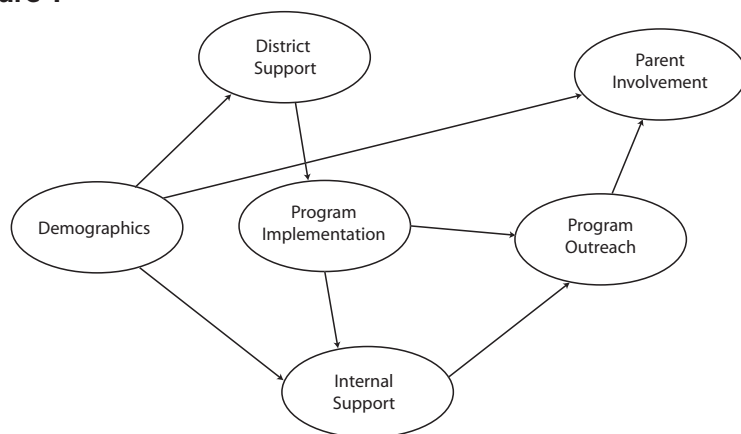 District
Support
Parent
Involvement
Demographics
Program
Implementation
Program
Outreach
Internal
Support